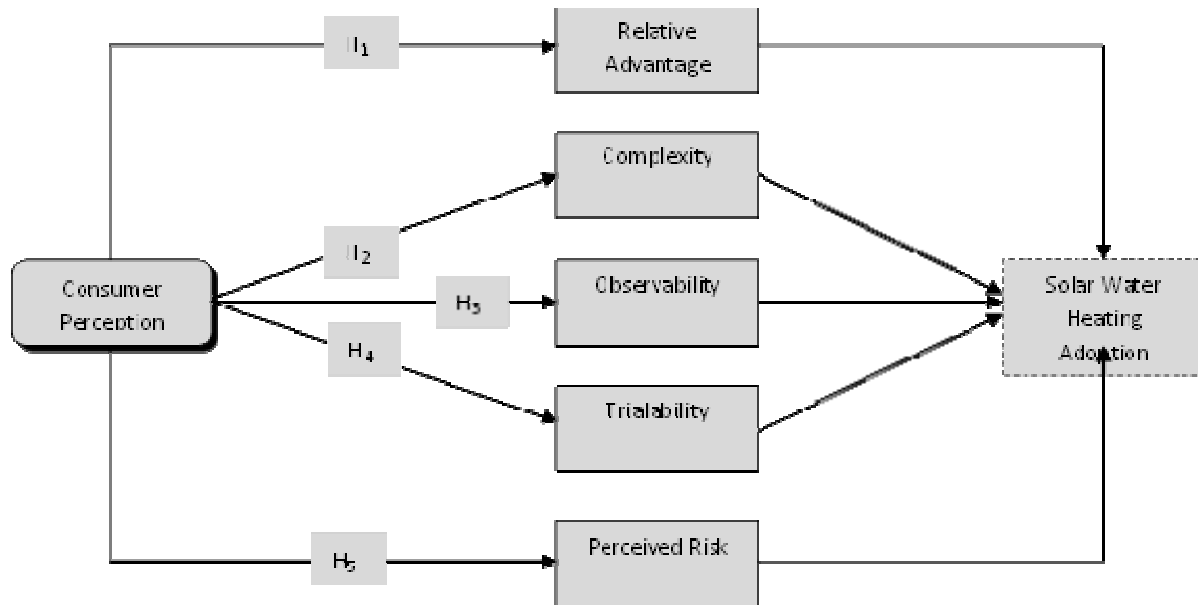 H₁
Relative
Advantage
Complexity
H₂
Consumer
Perception
H₃
Observability
Solar Water
Heating
Adoption
H₄
Trialability
H₅
Perceived Risk